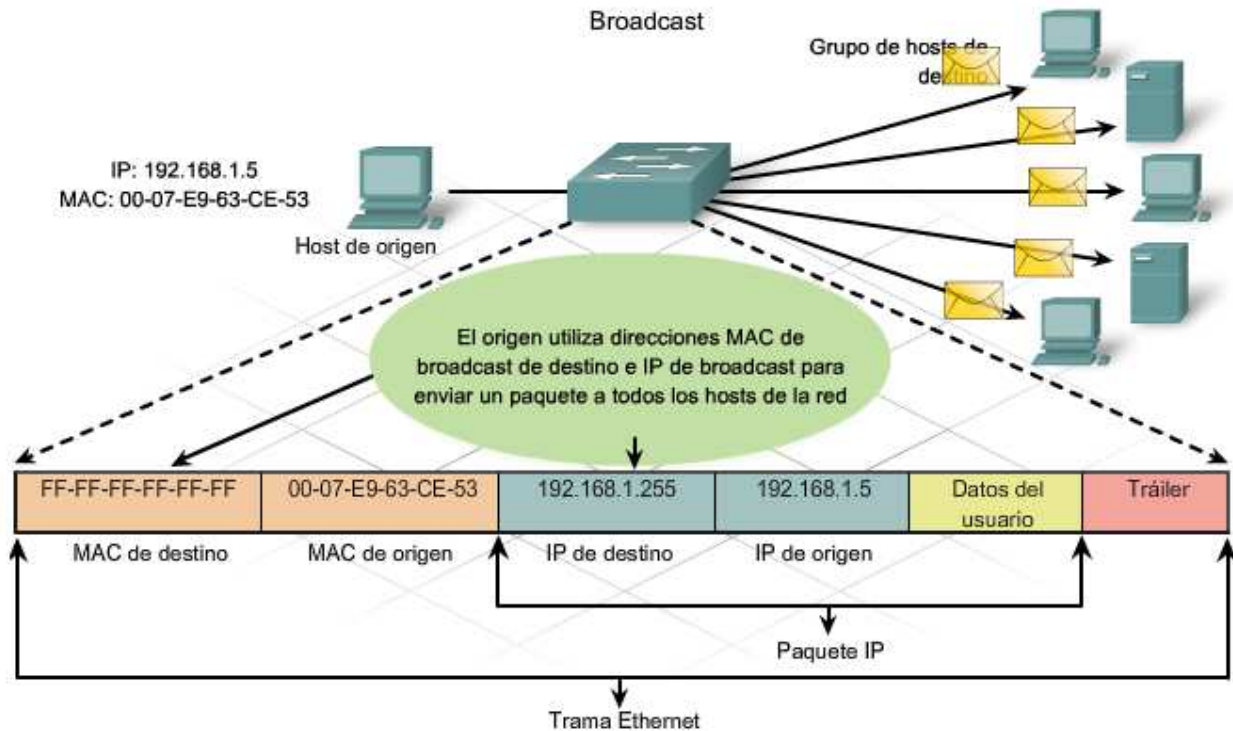 Broadcast
Grupo de hosts de
destino
IP: 192.168.1.5
MAC: 00-07-E9-63-CE-53
Host de origen
El origen utiliza direcciones MAC de
broadcast de destino e IP de broadcast para
enviar un paquete a todos los hosts de la red
FF-FF-FF-FF-FF-FF
00-07-E9-63-CE-53
192.168.1.255
192.168.1.5
Datos del
usuario
Tráiler
MAC de destino
MAC de origen
IP de destino
IP de origen
Paquete IP
Trama Ethernet